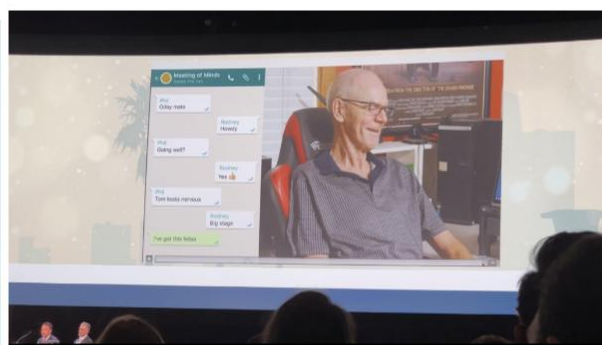 Meeting of Minds
Phil
G'day mate
Rodney
Howdy
Phil
Going well?
Rodney
Yes 👍
Phil
Tom looks nervous
Rodney
Big stage
I've got this fellas